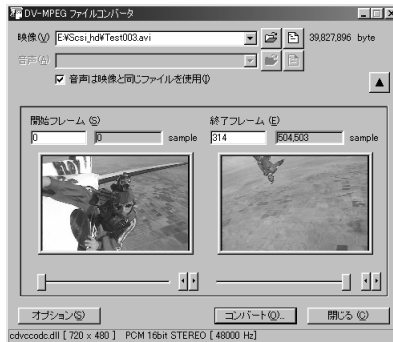 DV-MPEG ファイルコンバータ
映像(V) E:¥Scsi_hd¥Test003.avi 39,827,896 byte
音声(A)
音声は映像と同じファイルを使用(I)
開始フレーム (S) 終了フレーム (E)
0 0 sample 314 504,503 sample
オプション(S) コンバート(O)... 閉じる (C)
cdvccodc.dll [ 720 x 480 ] PCM 16bit STEREO [ 48000 Hz]